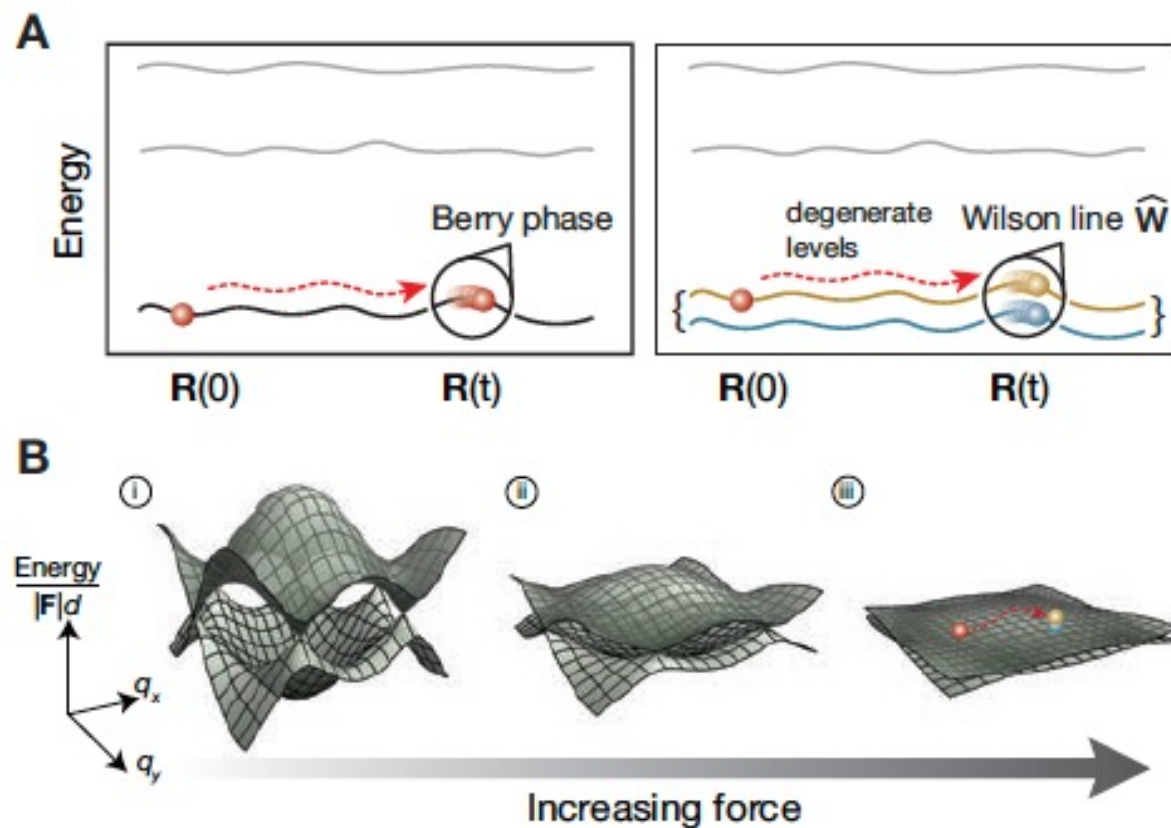 A
Energy
Berry phase
R(0) R(t)
degenerate
levels
Wilson line Ŵ
{ }
R(0) R(t)
B
i ii iii
Energy
|F|d
qx
qy
Increasing force